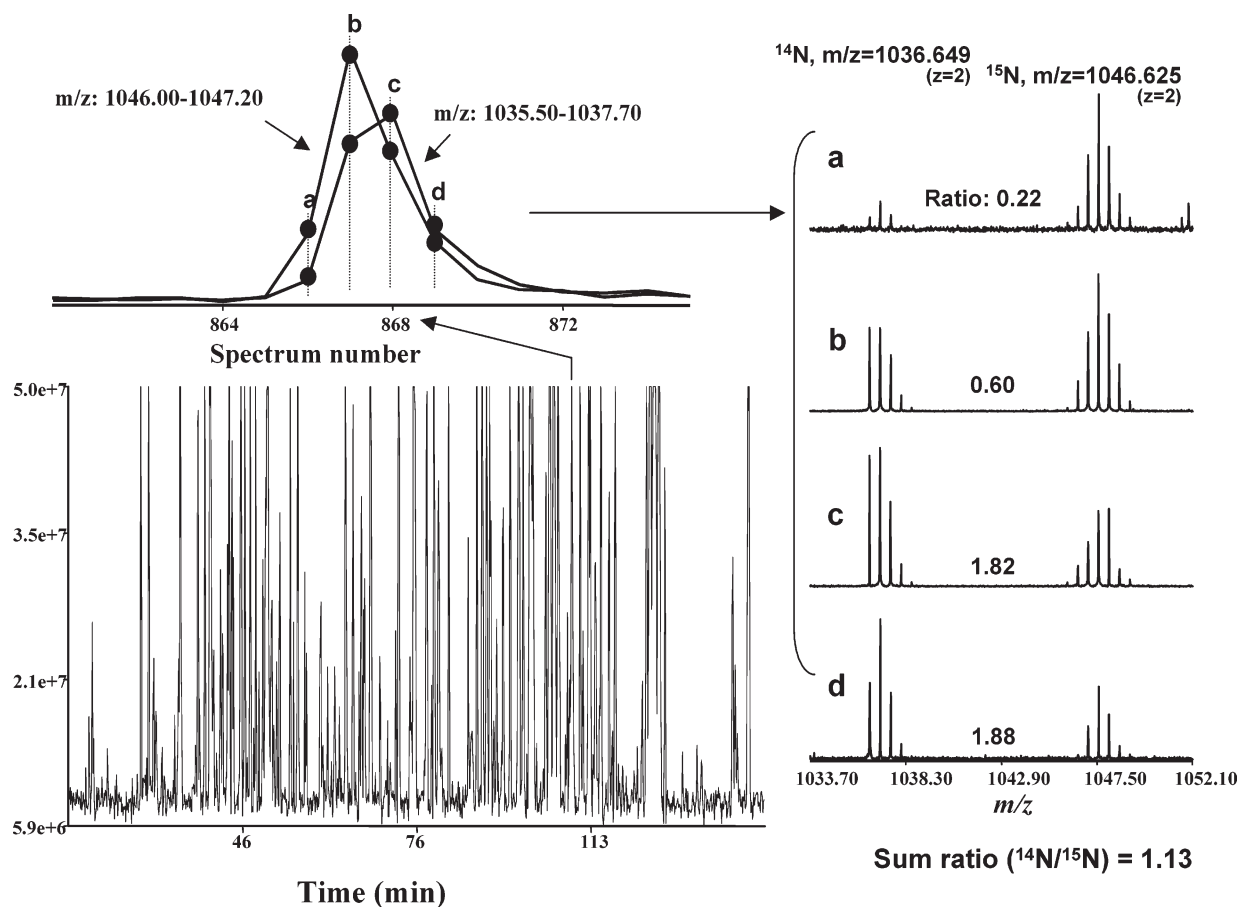 b
c
m/z: 1046.00-1047.20
m/z: 1035.50-1037.70
a
d
864
868
872
Spectrum number
5.0e+7
3.5e+7
2.1e+7
5.9e+6
46
76
113
Time (min)
¹⁴N, m/z=1036.649
(z=2)
¹⁵N, m/z=1046.625
(z=2)
a
Ratio: 0.22
b
0.60
c
1.82
d
1.88
1033.70
1038.30
1042.90
1047.50
1052.10
m/z
Sum ratio (¹⁴N/¹⁵N) = 1.13